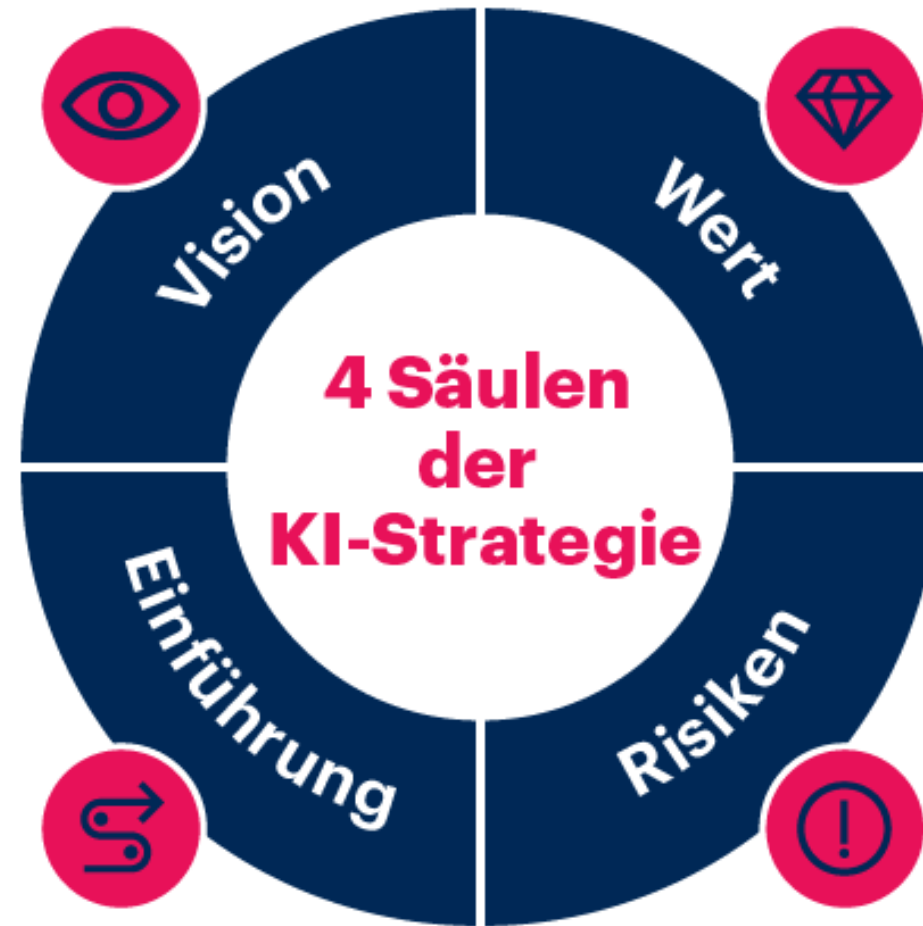 Vision
Wert
4 Säulen
der
KI-Strategie
Einführung
Risiken